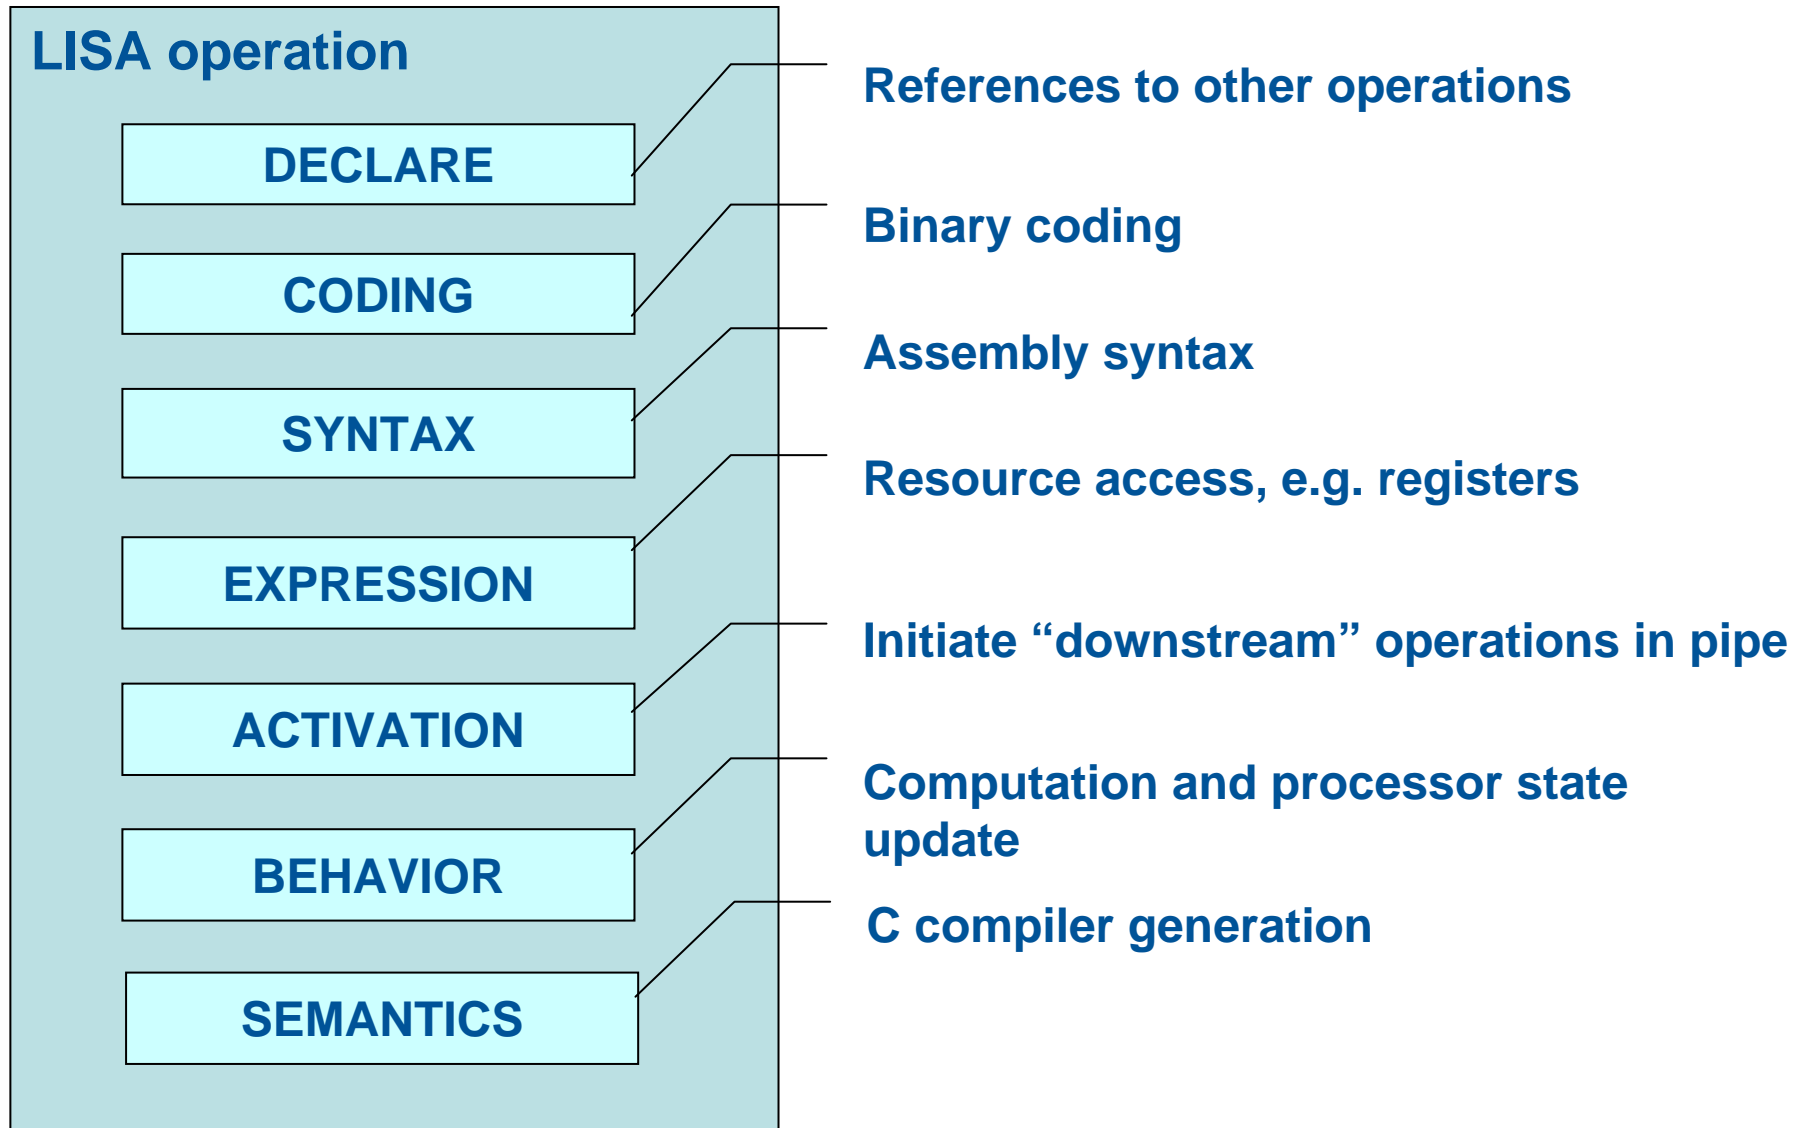 LISA operation
References to other operations
DECLARE
Binary coding
CODING
Assembly syntax
SYNTAX
Resource access, e.g. registers
EXPRESSION
Initiate “downstream” operations in pipe
ACTIVATION
Computation and processor state
update
BEHAVIOR
C compiler generation
SEMANTICS